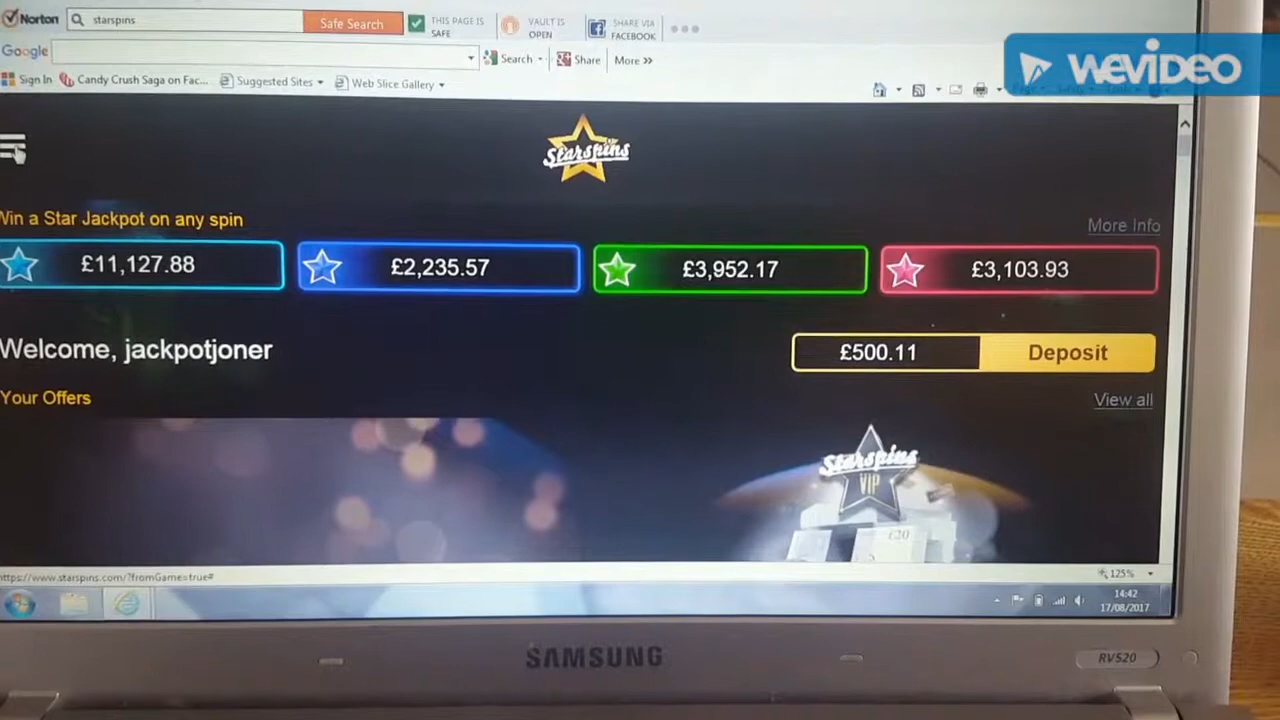 Norton
starspins
Safe Search
THIS PAGE IS
SAFE
VAULT IS
OPEN
SHARE VIA
FACEBOOK
WEVIDEO
Google
Search
Share
More »
Sign In
Candy Crush Saga on Fac...
Suggested Sites
Web Slice Gallery
Starspins
Win a Star Jackpot on any spin
More Info
£11,127.88
£2,235.57
£3,952.17
£3,103.93
Welcome, jackpotjoner
£500.11
Deposit
Your Offers
View all
Starspins
VIP
£20
https://www.starspins.com/?fromGame=true#
125%
14:42
17/08/2017
SAMSUNG
RV520